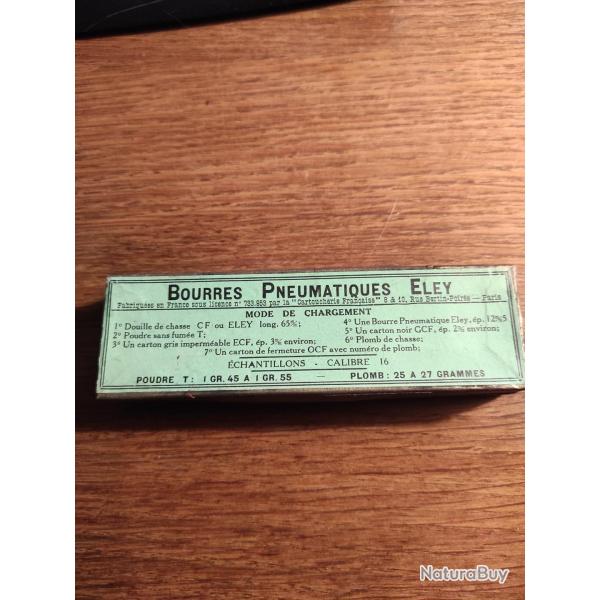 BOURRES PNEUMATIQUES ELEY
Fabriquées en France sous licence n° 733.953 par la "Cartoucherie Française" 8 & 10, Rue Bertin-Poirée — Paris
MODE DE CHARGEMENT
1° Douille de chasse CF ou ELEY long. 65%;
2° Poudre sans fumée T;
3° Un carton gris imperméable ECF, ép. 3% environ;
4° Une Bourre Pneumatique Eley, ép. 12%5
5° Un carton noir GCF, ép. 2% environ;
6° Plomb de chasse;
7° Un carton de fermeture OCF avec numéro de plomb;
ÉCHANTILLONS - CALIBRE 16
POUDRE T: 1 GR. 45 A 1 GR. 55 — PLOMB: 25 A 27 GRAMMES
NaturaBuy